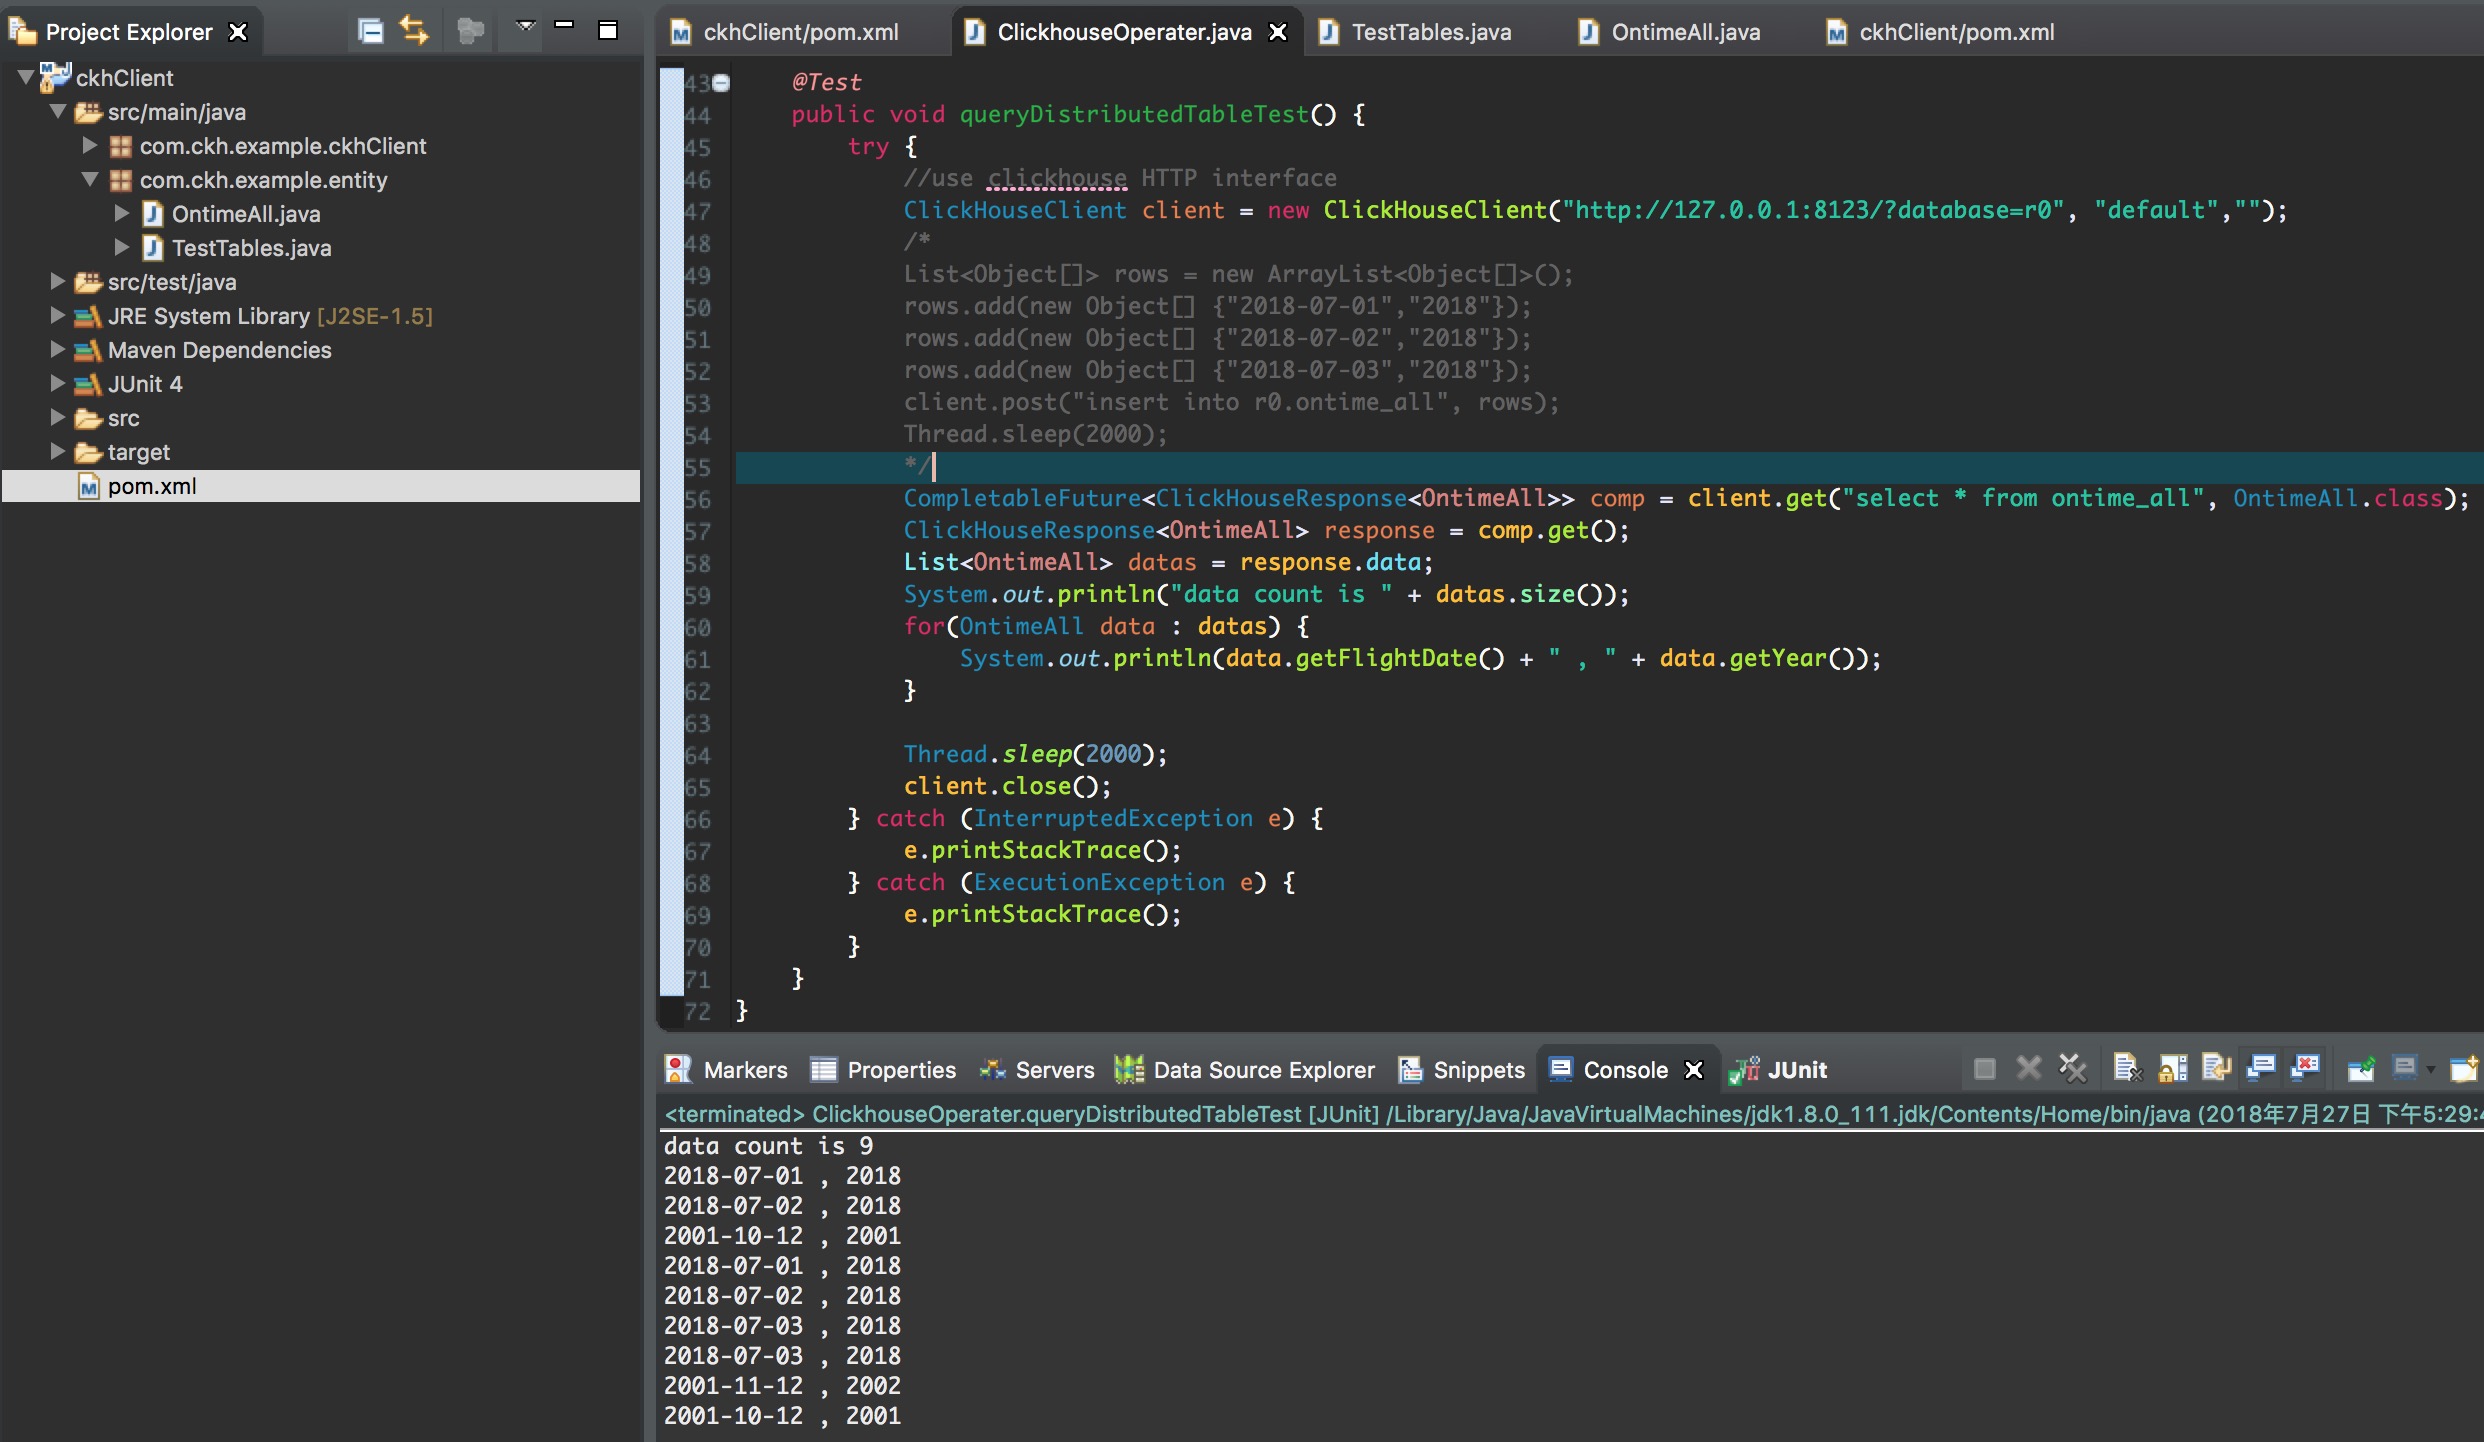 Project Explorer
ckhClient
src/main/java
com.ckh.example.ckhClient
com.ckh.example.entity
OntimeAll.java
TestTables.java
src/test/java
JRE System Library [J2SE-1.5]
Maven Dependencies
JUnit 4
src
target
pom.xml
ckhClient/pom.xml ClickhouseOperater.java TestTables.java OntimeAll.java ckhClient/pom.xml
43 @Test
44 public void queryDistributedTableTest() {
45 try {
46 //use clickhouse HTTP interface
47 ClickHouseClient client = new ClickHouseClient("http://127.0.0.1:8123/?database=r0", "default","");
48 /*
49 List<Object[]> rows = new ArrayList<Object[]>();
50 rows.add(new Object[] {"2018-07-01","2018"});
51 rows.add(new Object[] {"2018-07-02","2018"});
52 rows.add(new Object[] {"2018-07-03","2018"});
53 client.post("insert into r0.ontime_all", rows);
54 Thread.sleep(2000);
55 */
56 CompletableFuture<ClickHouseResponse<OntimeAll>> comp = client.get("select * from ontime_all", OntimeAll.class);
57 ClickHouseResponse<OntimeAll> response = comp.get();
58 List<OntimeAll> datas = response.data;
59 System.out.println("data count is " + datas.size());
60 for(OntimeAll data : datas) {
61 System.out.println(data.getFlightDate() + " , " + data.getYear());
62 }
63
64 Thread.sleep(2000);
65 client.close();
66 } catch (InterruptedException e) {
67 e.printStackTrace();
68 } catch (ExecutionException e) {
69 e.printStackTrace();
70 }
71 }
72 }
Markers Properties Servers Data Source Explorer Snippets Console JUnit
<terminated> ClickhouseOperater.queryDistributedTableTest [JUnit] /Library/Java/JavaVirtualMachines/jdk1.8.0_111.jdk/Contents/Home/bin/java (2018年7月27日 下午5:29:4
data count is 9
2018-07-01 , 2018
2018-07-02 , 2018
2001-10-12 , 2001
2018-07-01 , 2018
2018-07-02 , 2018
2018-07-03 , 2018
2018-07-03 , 2018
2001-11-12 , 2002
2001-10-12 , 2001